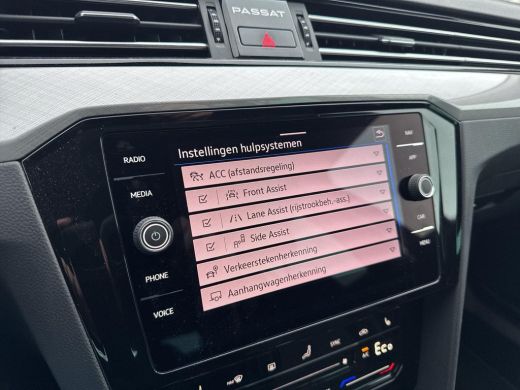 PASSAT
Instellingen hulpsystemen
ACC (afstandsregeling)
Front Assist
Lane Assist (rijstrookbeh.-ass.)
Side Assist
Verkeerstekenherkenning
Aanhangwagenherkenning
RADIO
MEDIA
PHONE
VOICE
NAV
APP
CAR
MENU
SYNC
Eco